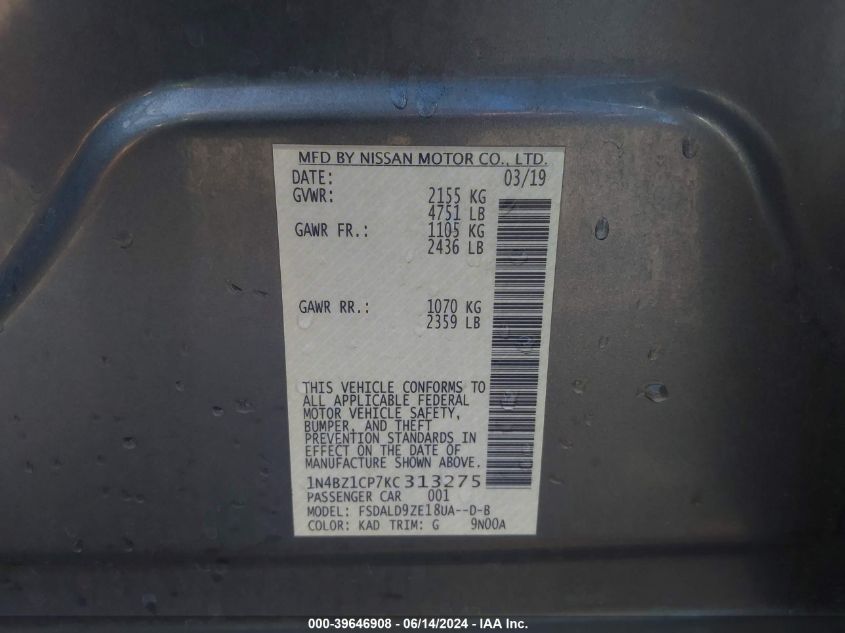 MFD BY NISSAN MOTOR CO., LTD.
DATE: 03/19
GVWR: 2155 KG
4751 LB
GAWR FR.: 1105 KG
2436 LB
GAWR RR.: 1070 KG
2359 LB
THIS VEHICLE CONFORMS TO
ALL APPLICABLE FEDERAL
MOTOR VEHICLE SAFETY,
BUMPER, AND THEFT
PREVENTION STANDARDS IN
EFFECT ON THE DATE OF
MANUFACTURE SHOWN ABOVE.
1N4BZ1CP7KC313275
PASSENGER CAR 001
MODEL: FSDALD9ZE18UA--D-B
COLOR: KAD TRIM: G 9N00A
000-39646908 - 06/14/2024 - IAA Inc.